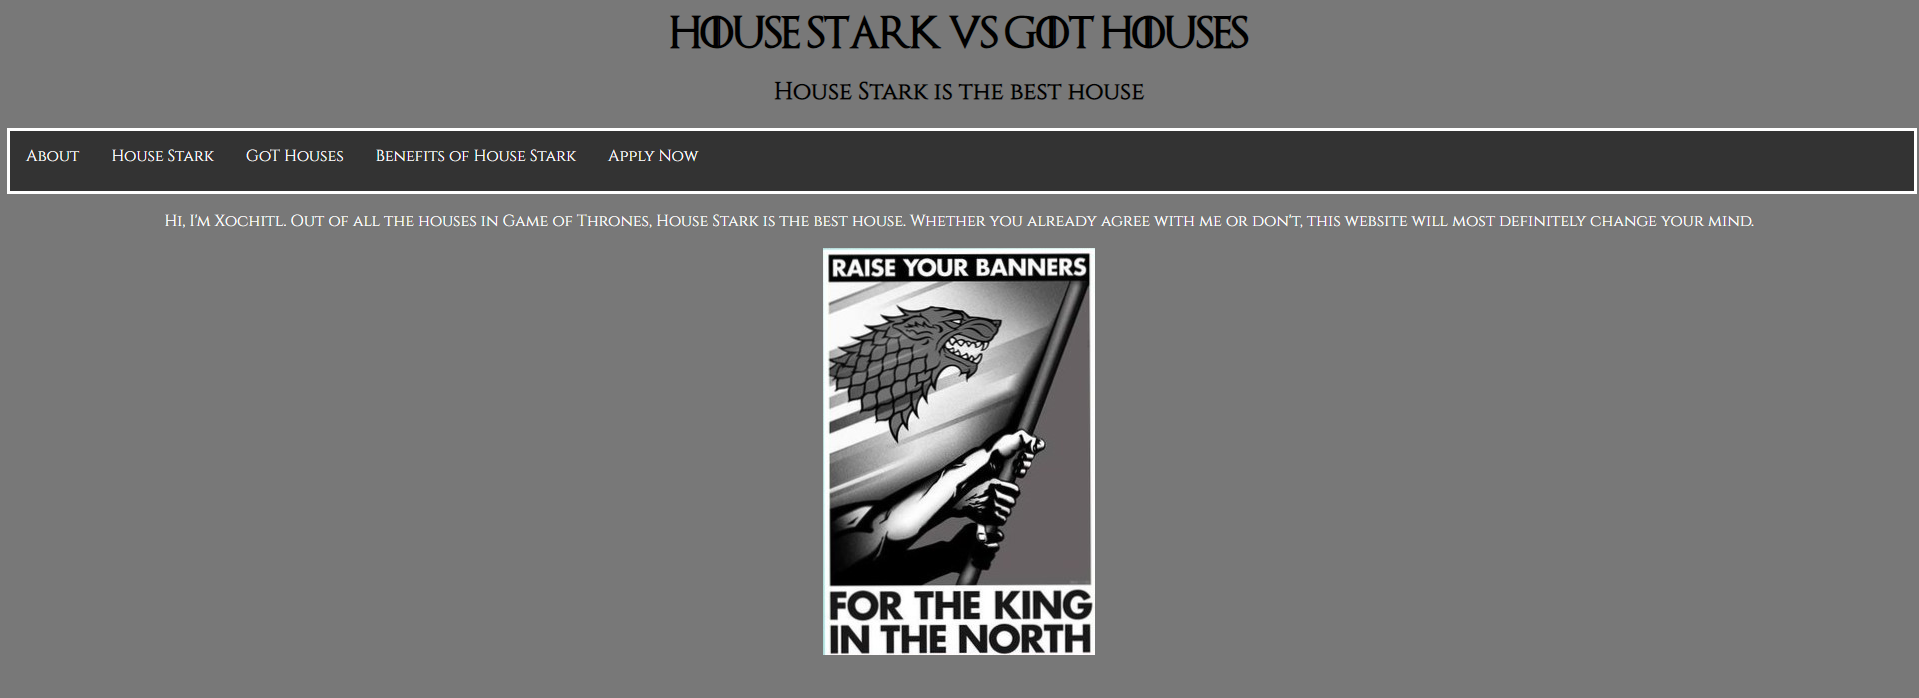 HOUSE STARK VS GOT HOUSES
House Stark is the best house
About House Stark GoT Houses Benefits of House Stark Apply Now
Hi, I'm Xochitl. Out of all the houses in Game of Thrones, House Stark is the best house. Whether you already agree with me or don't, this website will most definitely change your mind.
RAISE YOUR BANNERS
FOR THE KING
IN THE NORTH